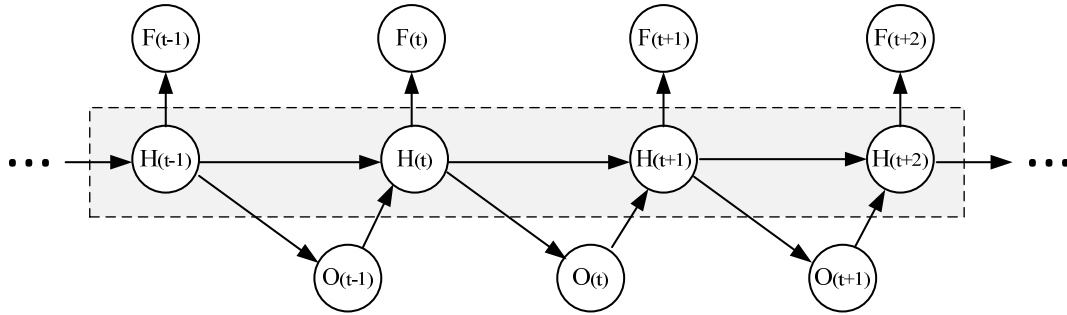 F(t-1) F(t) F(t+1) F(t+2)
... H(t-1) H(t) H(t+1) H(t+2) ...
O(t-1) O(t) O(t+1)